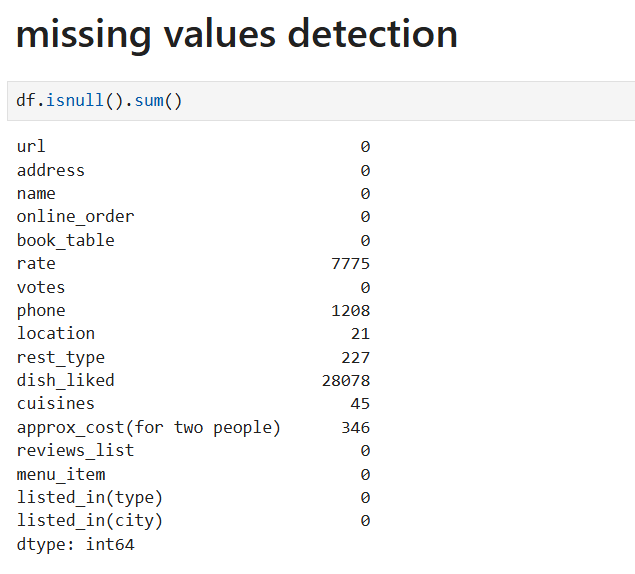 missing values detection
df.isnull().sum()
url 0
address 0
name 0
online_order 0
book_table 0
rate 7775
votes 0
phone 1208
location 21
rest_type 227
dish_liked 28078
cuisines 45
approx_cost(for two people) 346
reviews_list 0
menu_item 0
listed_in(type) 0
listed_in(city) 0
dtype: int64